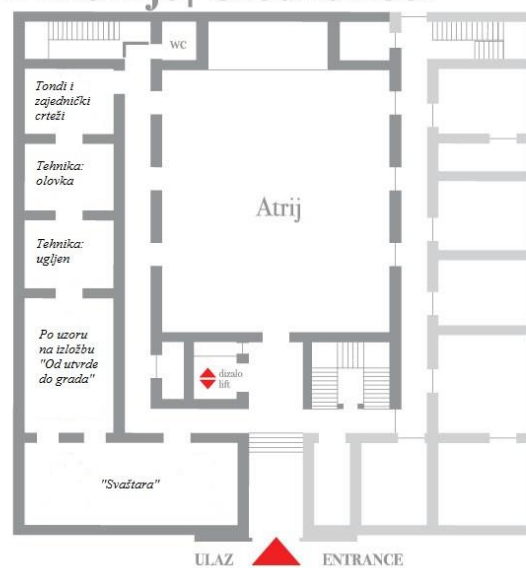 wc
Tondi i
zajednički
crteži
Tehnika:
olovka
Atrij
Tehnika:
ugljen
Po uzoru
na izložbu
"Od utvrde
do grada"
dizalo
lift
"Svaštara"
ULAZ ENTRANCE